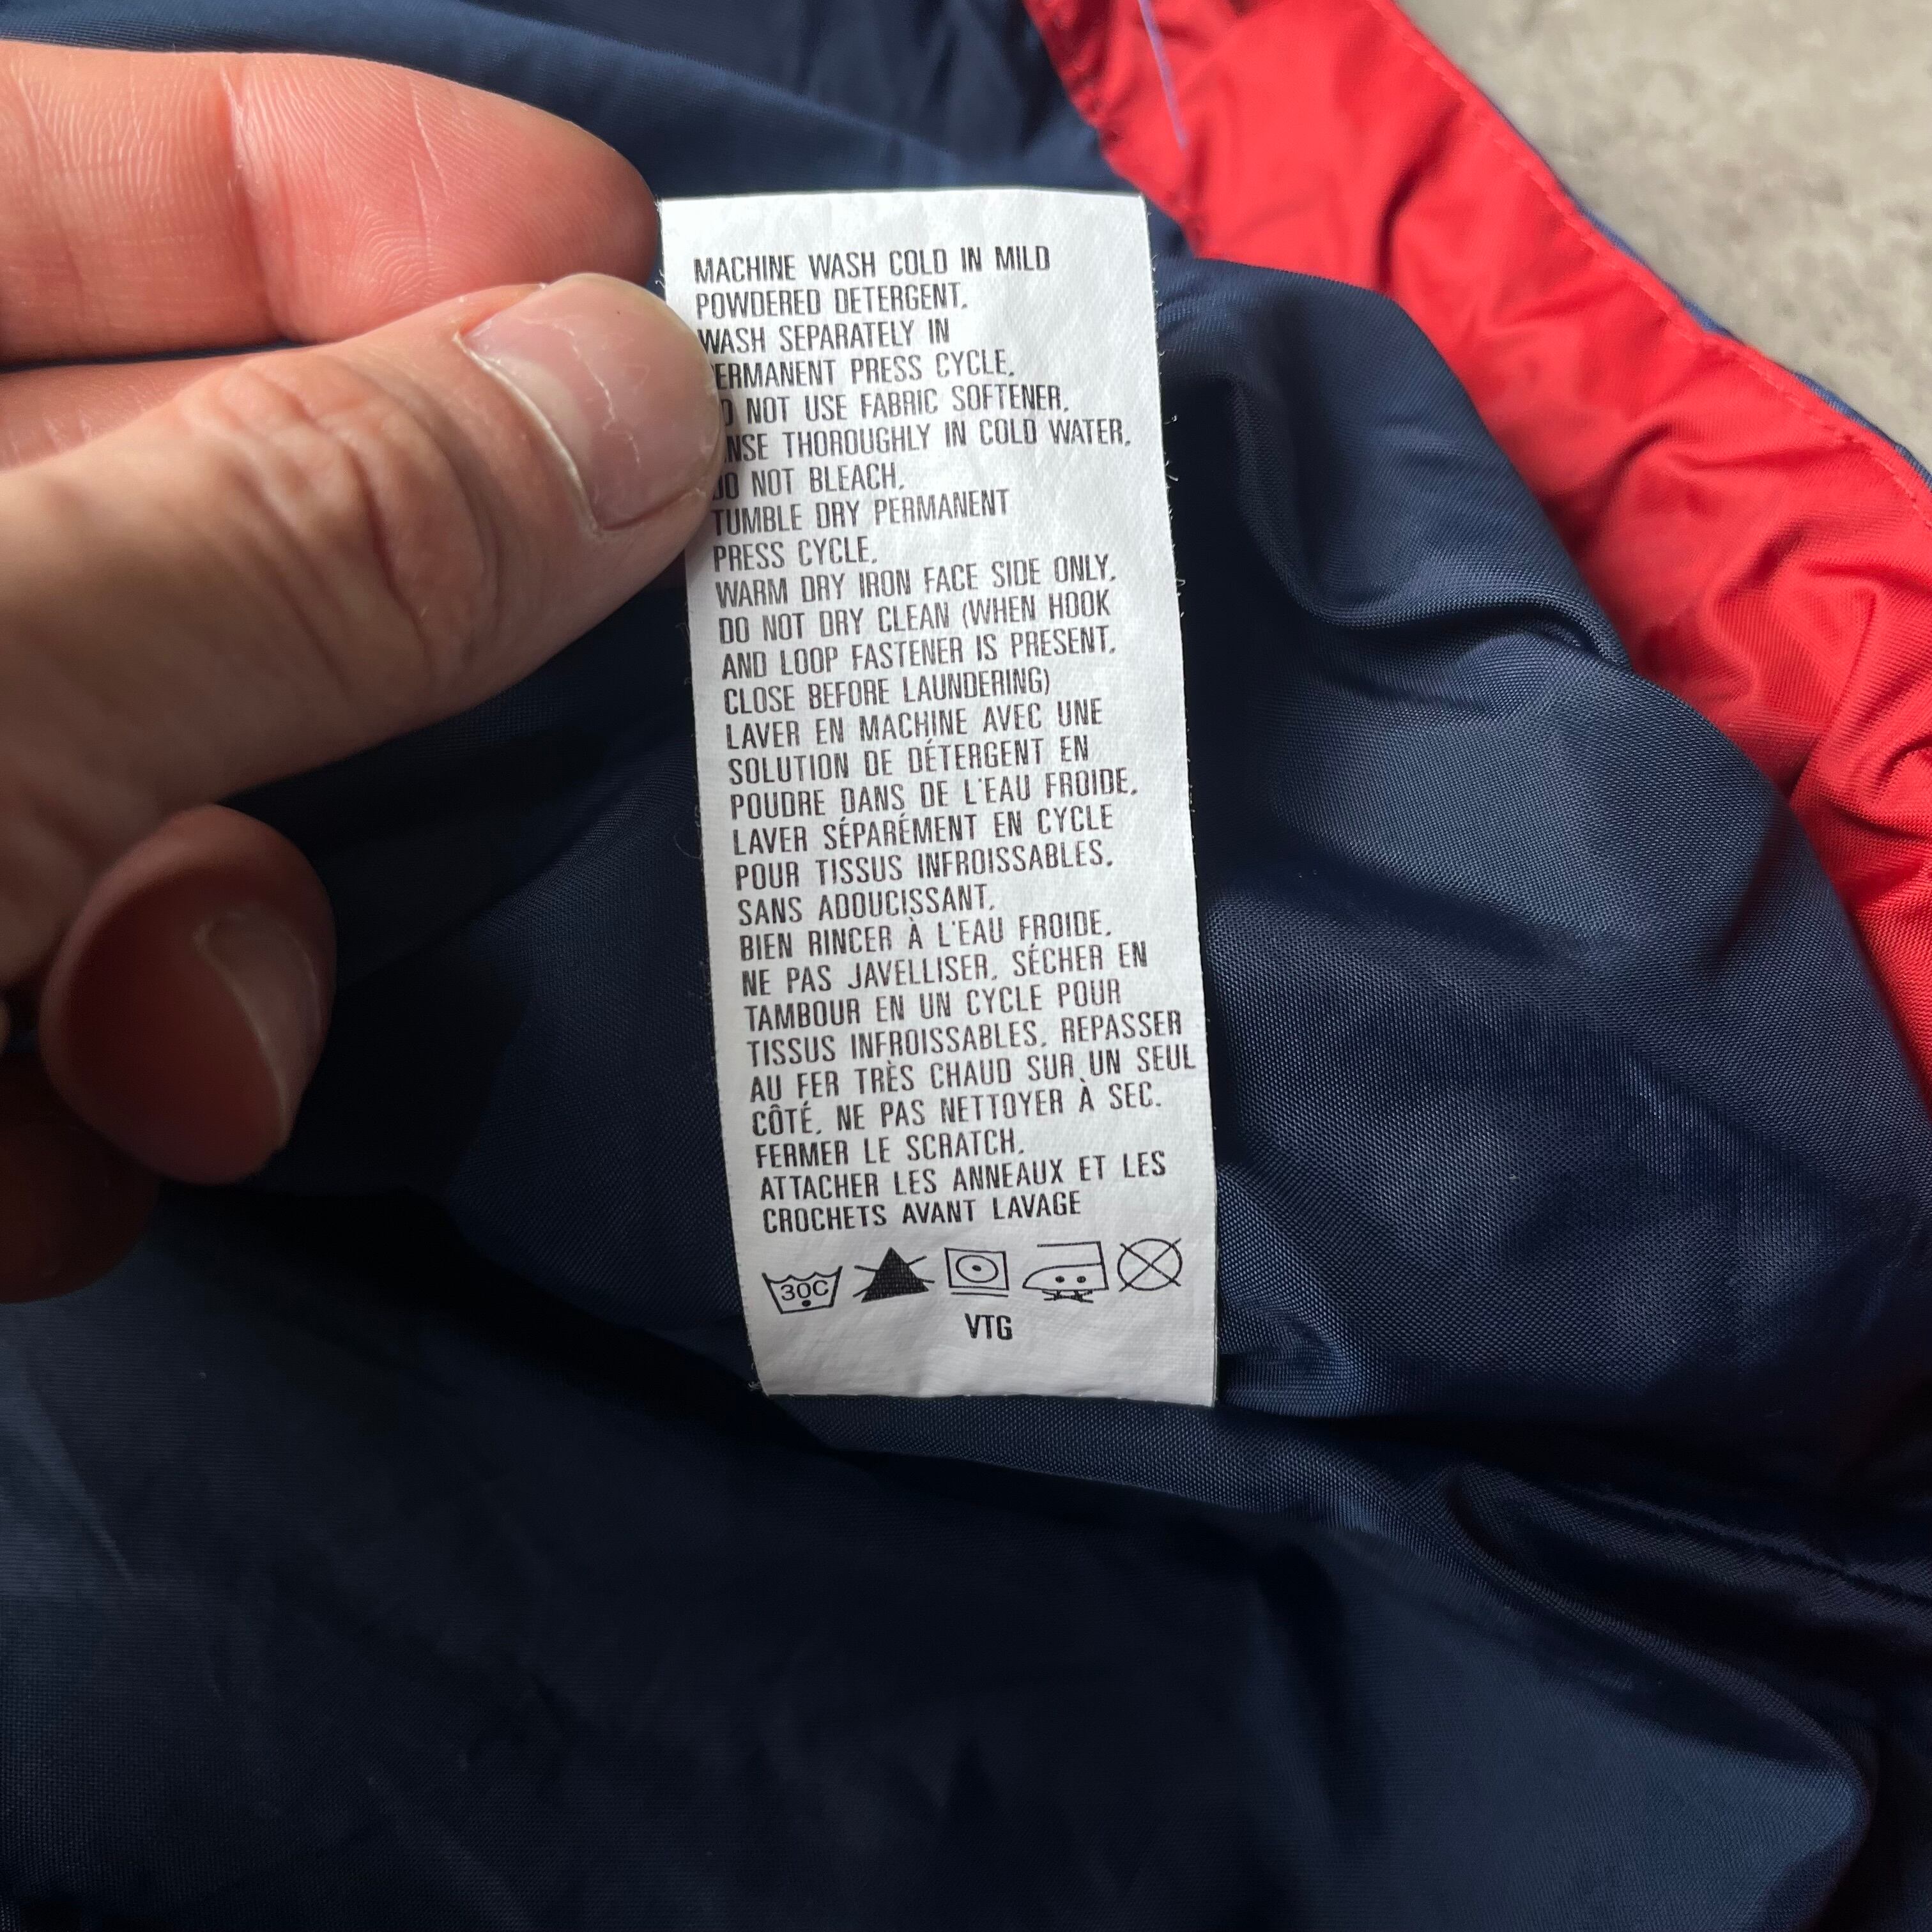 MACHINE WASH COLD IN MILD
POWDERED DETERGENT.
WASH SEPARATELY IN
ERMANENT PRESS CYCLE.
O NOT USE FABRIC SOFTENER.
NSE THOROUGHLY IN COLD WATER.
DO NOT BLEACH.
TUMBLE DRY PERMANENT
PRESS CYCLE.
WARM DRY IRON FACE SIDE ONLY.
DO NOT DRY CLEAN (WHEN HOOK
AND LOOP FASTENER IS PRESENT.
CLOSE BEFORE LAUNDERING)
LAVER EN MACHINE AVEC UNE
SOLUTION DE DÉTERGENT EN
POUDRE DANS DE L'EAU FROIDE.
LAVER SÉPARÉMENT EN CYCLE
POUR TISSUS INFROISSABLES.
SANS ADOUCISSANT.
BIEN RINCER À L'EAU FROIDE.
NE PAS JAVELLISER. SÉCHER EN
TAMBOUR EN UN CYCLE POUR
TISSUS INFROISSABLES. REPASSER
AU FER TRÈS CHAUD SUR UN SEUL
CÔTÉ. NE PAS NETTOYER À SEC.
FERMER LE SCRATCH.
ATTACHER LES ANNEAUX ET LES
CROCHETS AVANT LAVAGE
30C
VTG